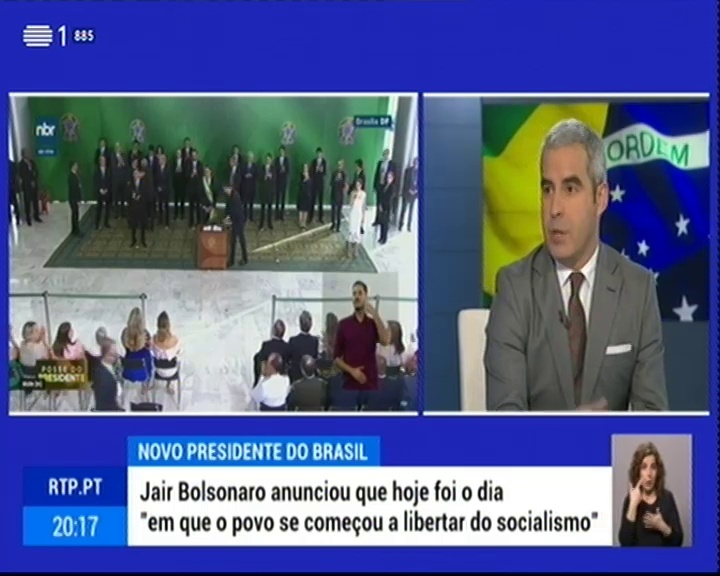 1 885
nbr
Brasília DF
ORDEM
POSSE DO
PRESIDENTE
NOVO PRESIDENTE DO BRASIL
RTP.PT
Jair Bolsonaro anunciou que hoje foi o dia
20:17
"em que o povo se começou a libertar do socialismo"